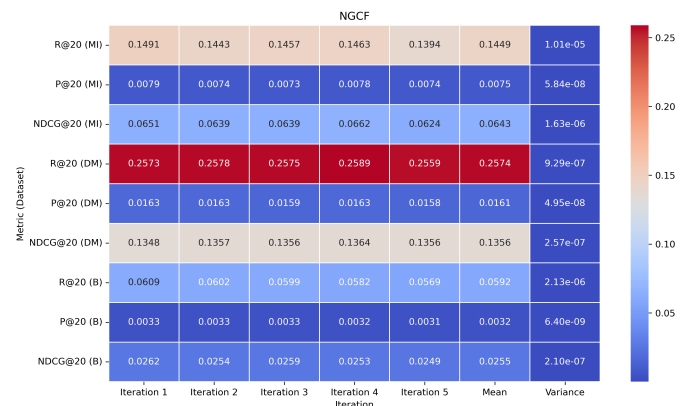 NGCF
R@20 (MI) 0.1491 0.1443 0.1457 0.1463 0.1394 0.1449 1.01e-05
P@20 (MI) 0.0079 0.0074 0.0073 0.0078 0.0074 0.0075 5.84e-08
NDCG@20 (MI) 0.0651 0.0639 0.0639 0.0662 0.0624 0.0643 1.63e-06
R@20 (DM) 0.2573 0.2578 0.2575 0.2589 0.2559 0.2574 9.29e-07
P@20 (DM) 0.0163 0.0163 0.0159 0.0163 0.0158 0.0161 4.95e-08
NDCG@20 (DM) 0.1348 0.1357 0.1356 0.1364 0.1356 0.1356 2.57e-07
R@20 (B) 0.0609 0.0602 0.0599 0.0582 0.0569 0.0592 2.13e-06
P@20 (B) 0.0033 0.0033 0.0033 0.0032 0.0031 0.0032 6.40e-09
NDCG@20 (B) 0.0262 0.0254 0.0259 0.0253 0.0249 0.0255 2.10e-07
Iteration 1 Iteration 2 Iteration 3 Iteration 4 Iteration 5 Mean Variance
Iteration
Metric (Dataset)
0.25
0.20
0.15
0.10
0.05